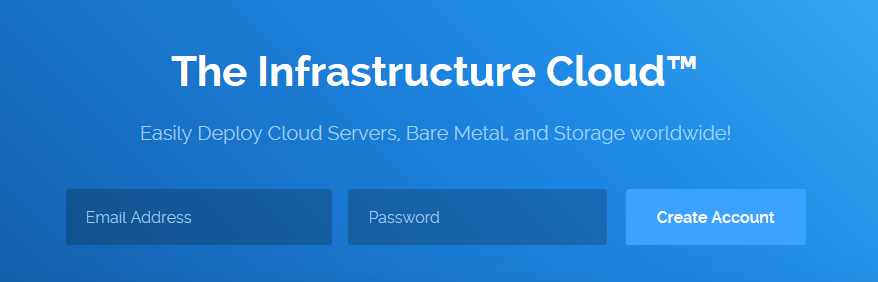 The Infrastructure Cloud™
Easily Deploy Cloud Servers, Bare Metal, and Storage worldwide!
Email Address
Password
Create Account